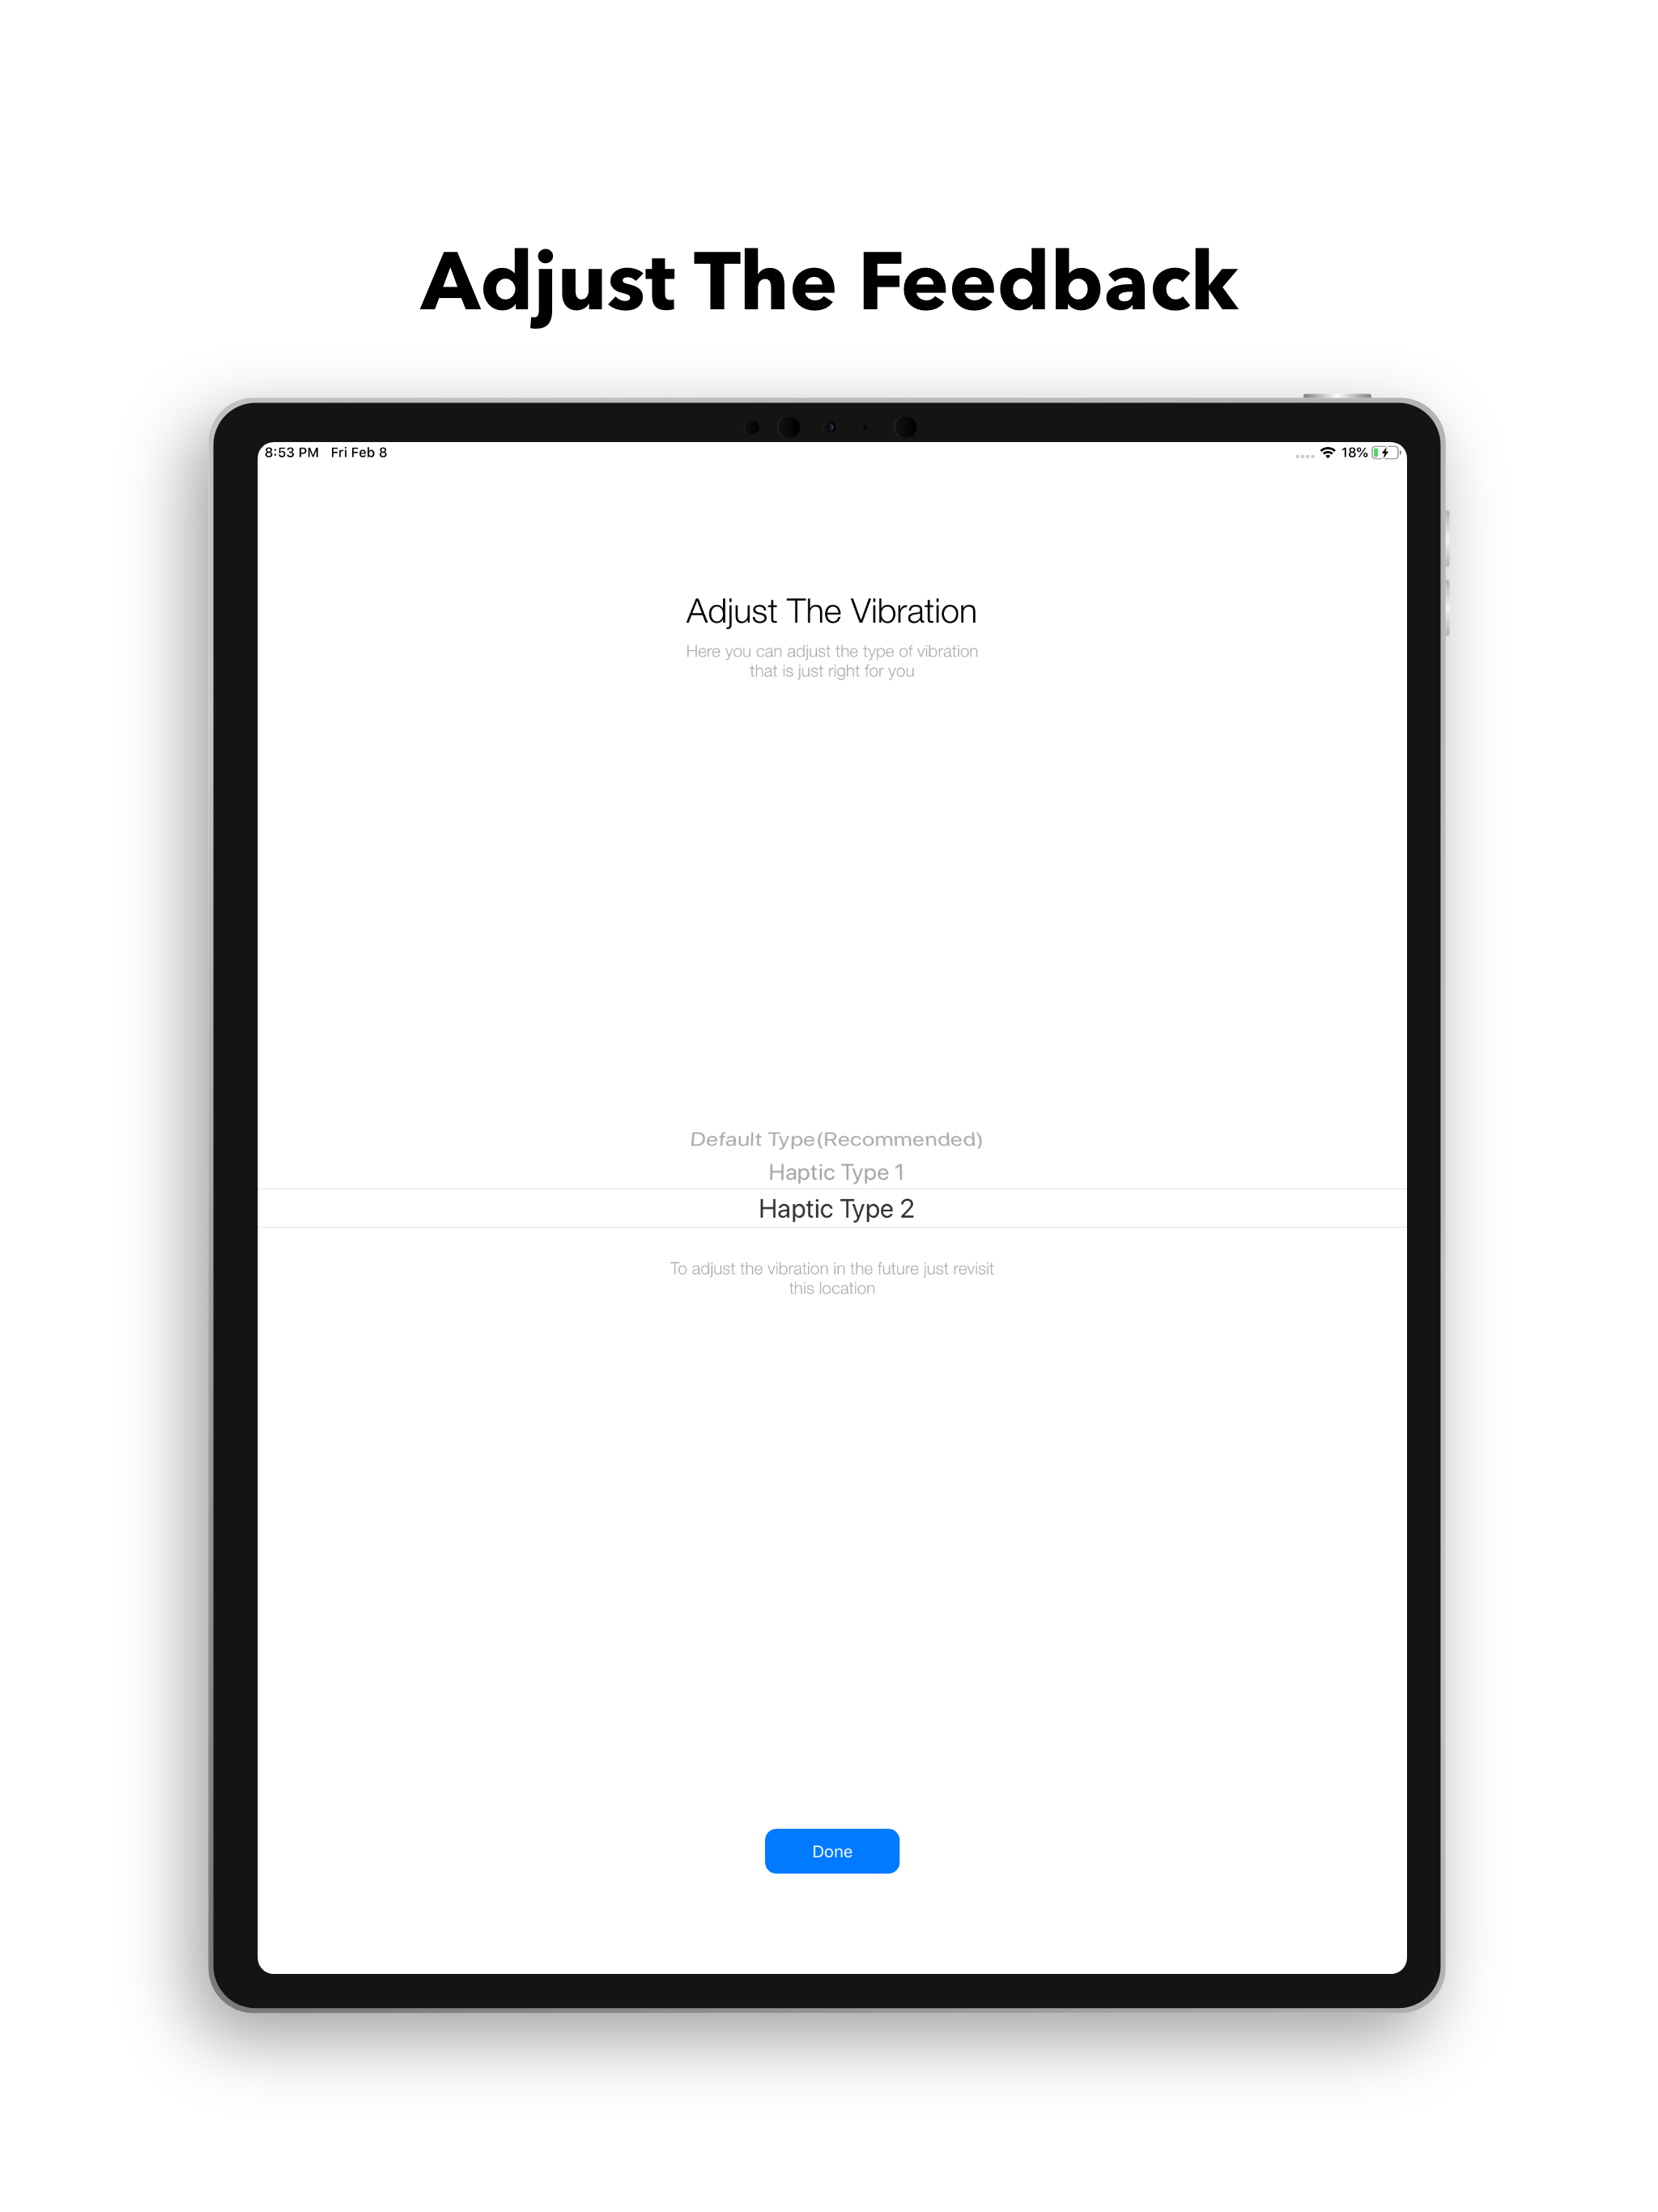 Adjust The Feedback
8:53 PM Fri Feb 8
18%
Adjust The Vibration
Here you can adjust the type of vibration
that is just right for you
Default Type(Recommended)
Haptic Type 1
Haptic Type 2
To adjust the vibration in the future just revisit
this location
Done